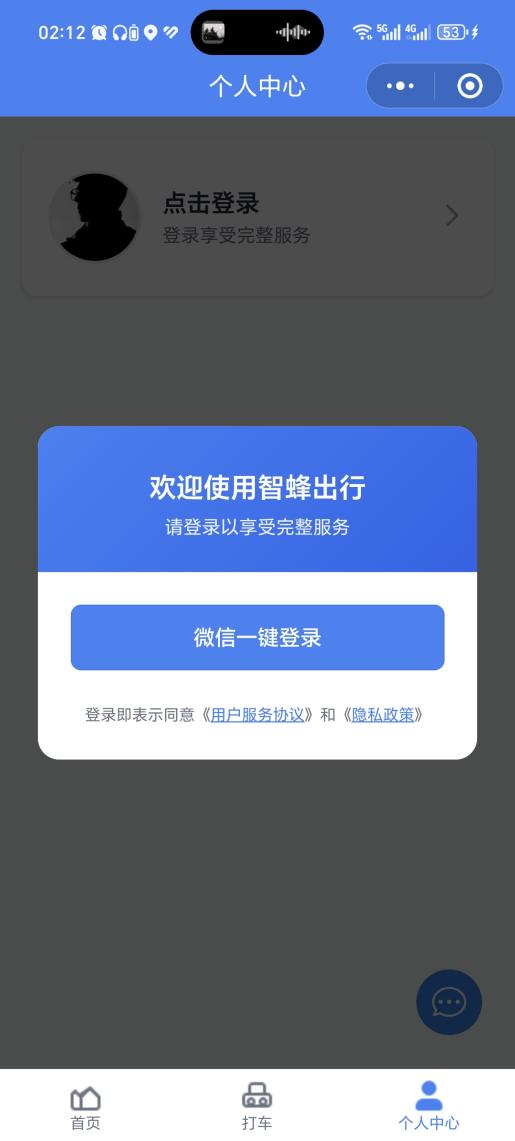 02:12
5G
4G
53
个人中心
点击登录
登录享受完整服务
欢迎使用智蜂出行
请登录以享受完整服务
微信一键登录
登录即表示同意《用户服务协议》和《隐私政策》
首页
打车
个人中心